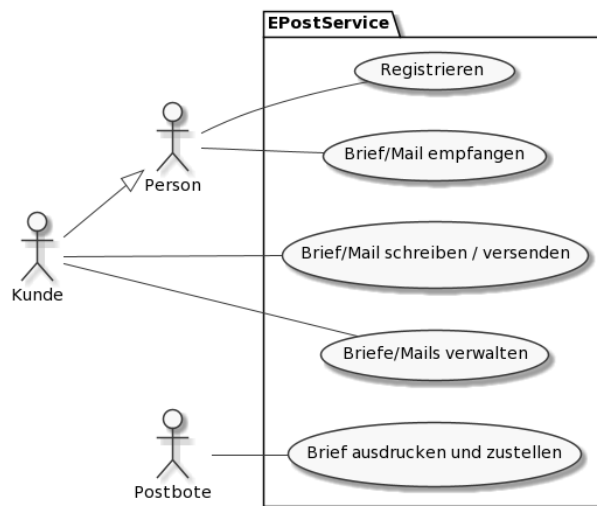 EPostService
Registrieren
Brief/Mail empfangen
Person
Brief/Mail schreiben / versenden
Kunde
Briefe/Mails verwalten
Brief ausdrucken und zustellen
Postbote